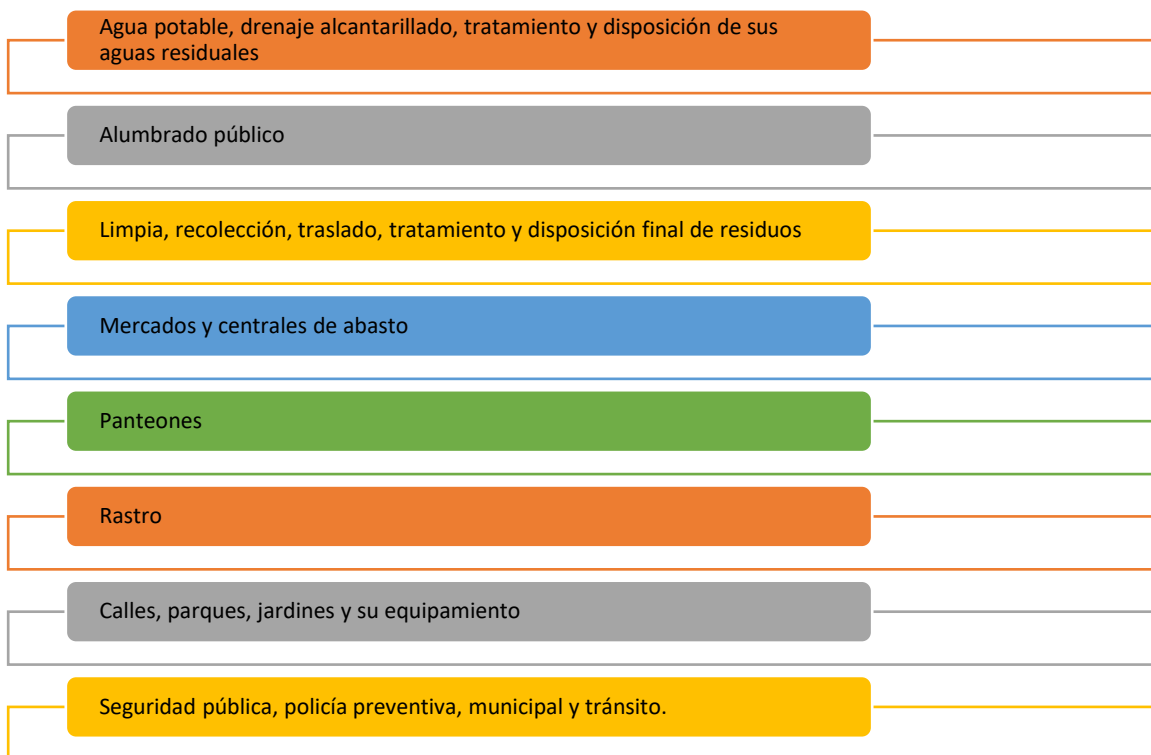 Agua potable, drenaje alcantarillado, tratamiento y disposición de sus
aguas residuales
Alumbrado público
Limpia, recolección, traslado, tratamiento y disposición final de residuos
Mercados y centrales de abasto
Panteones
Rastro
Calles, parques, jardines y su equipamiento
Seguridad pública, policía preventiva, municipal y tránsito.